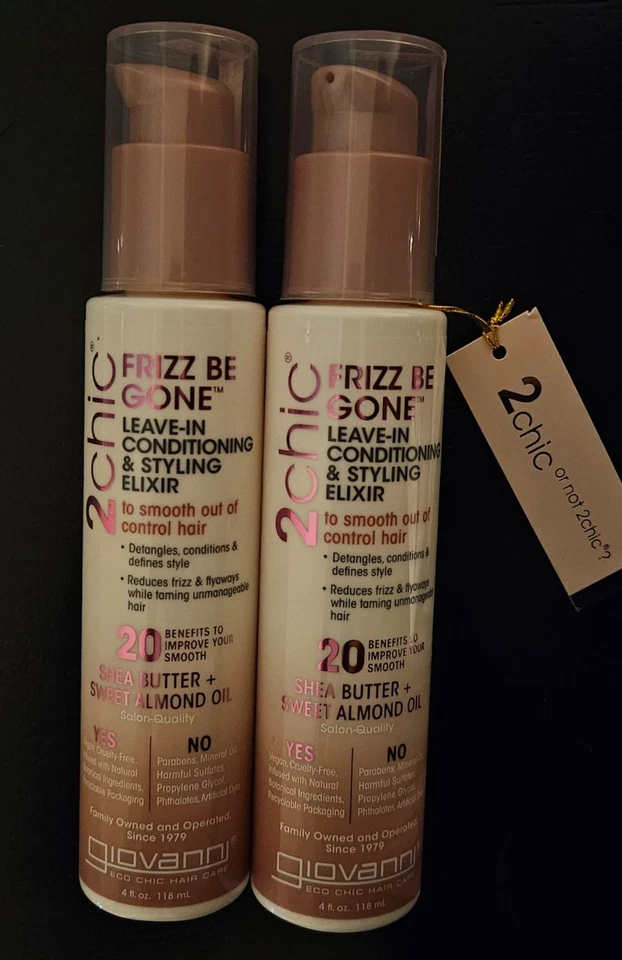 2chic®
FRIZZ BE
GONE™
LEAVE-IN
CONDITIONING
& STYLING
ELIXIR
to smooth out of
control hair
• Detangles, conditions &
defines style
• Reduces frizz & flyaways
while taming unmanageable
hair
20 BENEFITS TO
IMPROVE YOUR
SMOOTH
SHEA BUTTER +
SWEET ALMOND OIL
Salon-Quality
YES
Vegan, Cruelty-Free,
Infused with Natural
Botanical Ingredients,
Recyclable Packaging
NO
Parabens, Mineral Oil,
Harmful Sulfates,
Propylene Glycol,
Phthalates, Artificial Dyes
Family Owned and Operated.
Since 1979
giovanni®
ECO CHIC HAIR CARE
4 fl. oz. 118 mL
2chic®
FRIZZ BE
GONE™
LEAVE-IN
CONDITIONING
& STYLING
ELIXIR
to smooth out of
control hair
• Detangles, conditions &
defines style
• Reduces frizz & flyaways
while taming unmanageable
hair
20 BENEFITS TO
IMPROVE YOUR
SMOOTH
SHEA BUTTER +
SWEET ALMOND OIL
Salon-Quality
YES
Vegan, Cruelty-Free,
Infused with Natural
Botanical Ingredients,
Recyclable Packaging
NO
Parabens, Mineral Oil,
Harmful Sulfates,
Propylene Glycol,
Phthalates, Artificial
Family Owned and Operated.
Since 1979
giovanni
ECO CHIC HAIR CARE
4 fl. oz. 118 mL
2chic or not 2chic®?